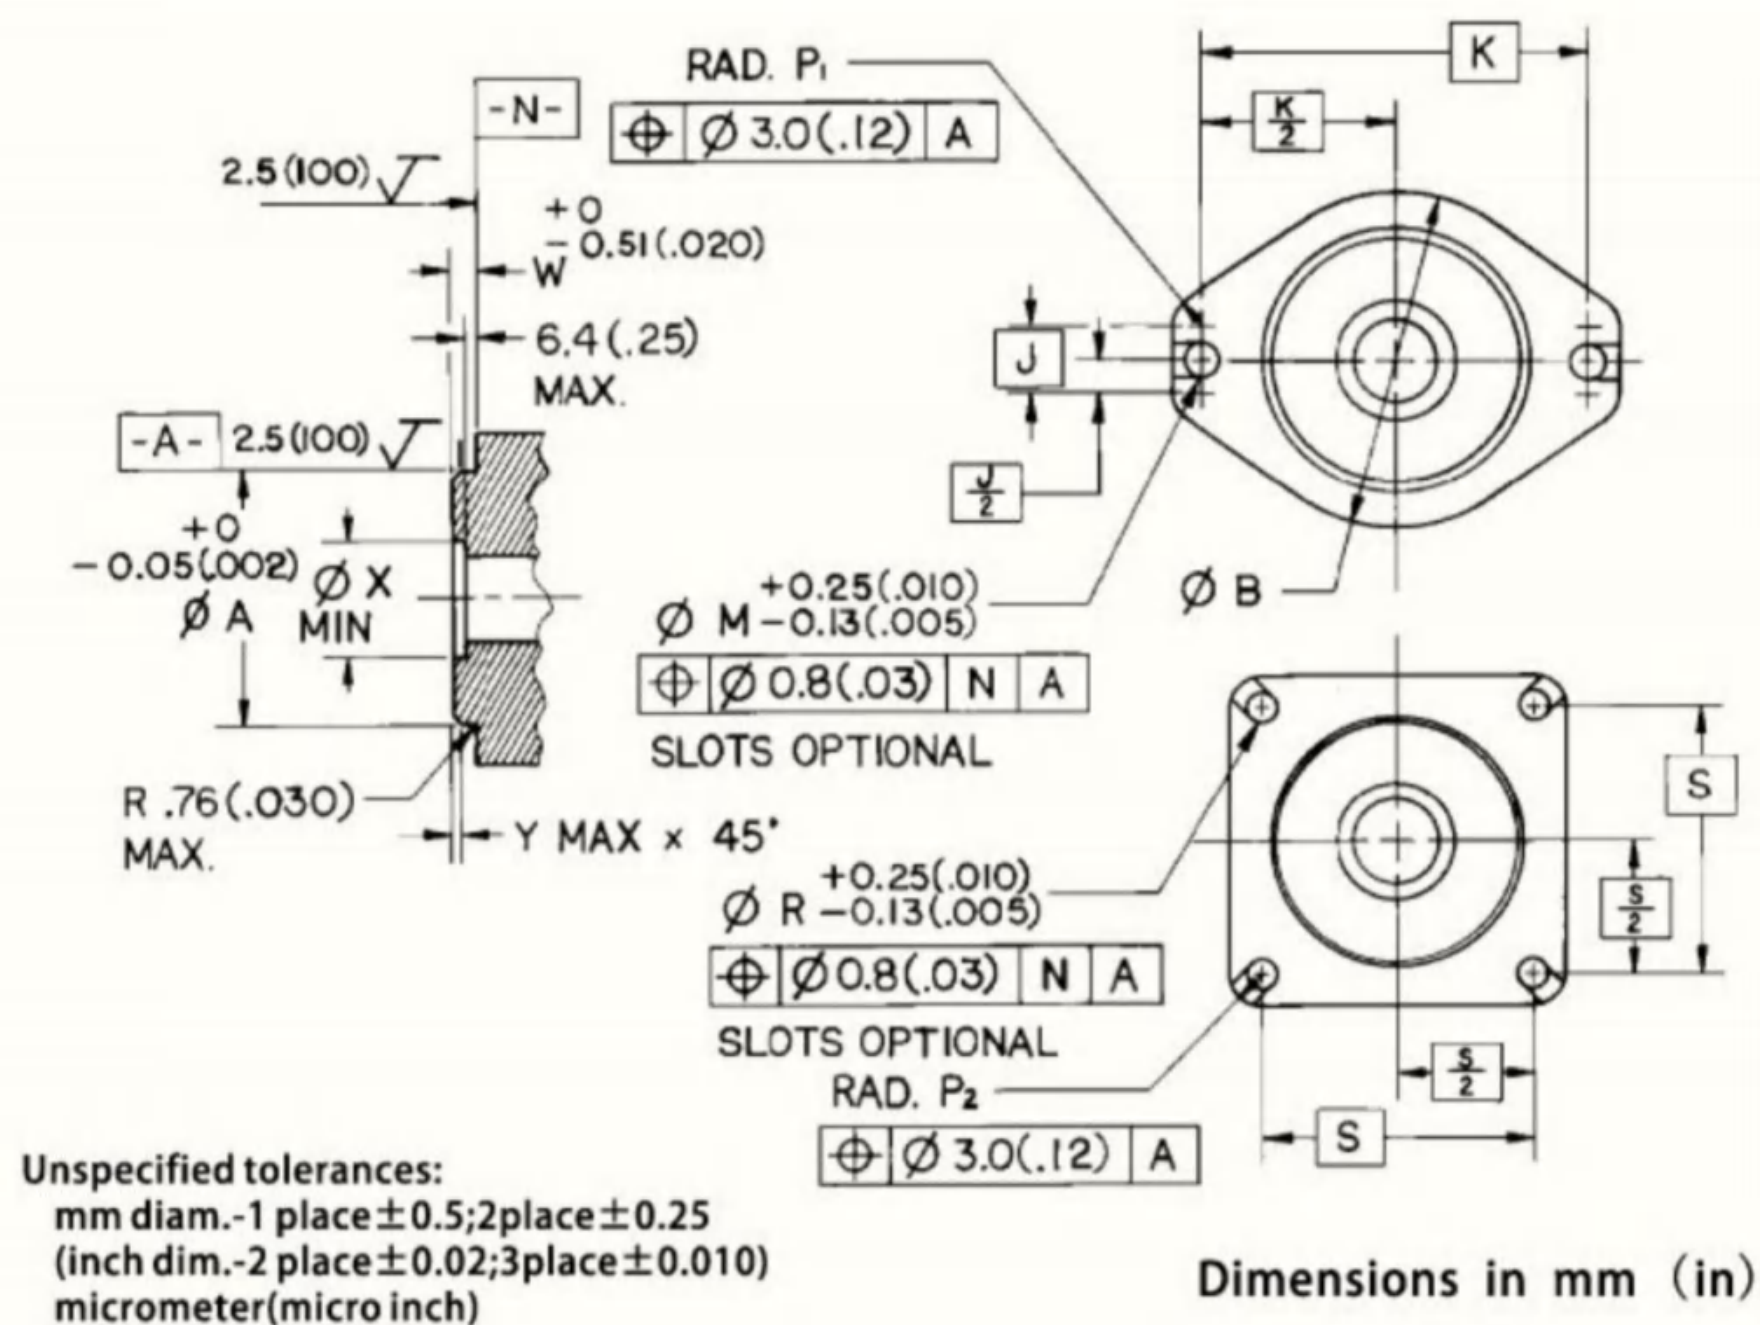 RAD. P₁
⌖ Ø 3.0(.12) A
K
K
2
-N-
2.5(100)
+0
- 0.51(.020)
W
6.4(.25)
MAX.
J
J
2
-A- 2.5(100)
+0
-0.05(.002)
Ø A
Ø X
MIN
Ø M +0.25(.010)
-0.13(.005)
⌖ Ø 0.8(.03) N A
SLOTS OPTIONAL
Ø B
R .76(.030)
MAX.
Y MAX x 45°
Ø R +0.25(.010)
-0.13(.005)
⌖ Ø 0.8(.03) N A
SLOTS OPTIONAL
RAD. P₂
⌖ Ø 3.0(.12) A
S
S
2
S
2
S
Unspecified tolerances:
mm diam.-1 place±0.5;2place±0.25
(inch dim.-2 place±0.02;3place±0.010)
micrometer(micro inch)
Dimensions in mm (in)